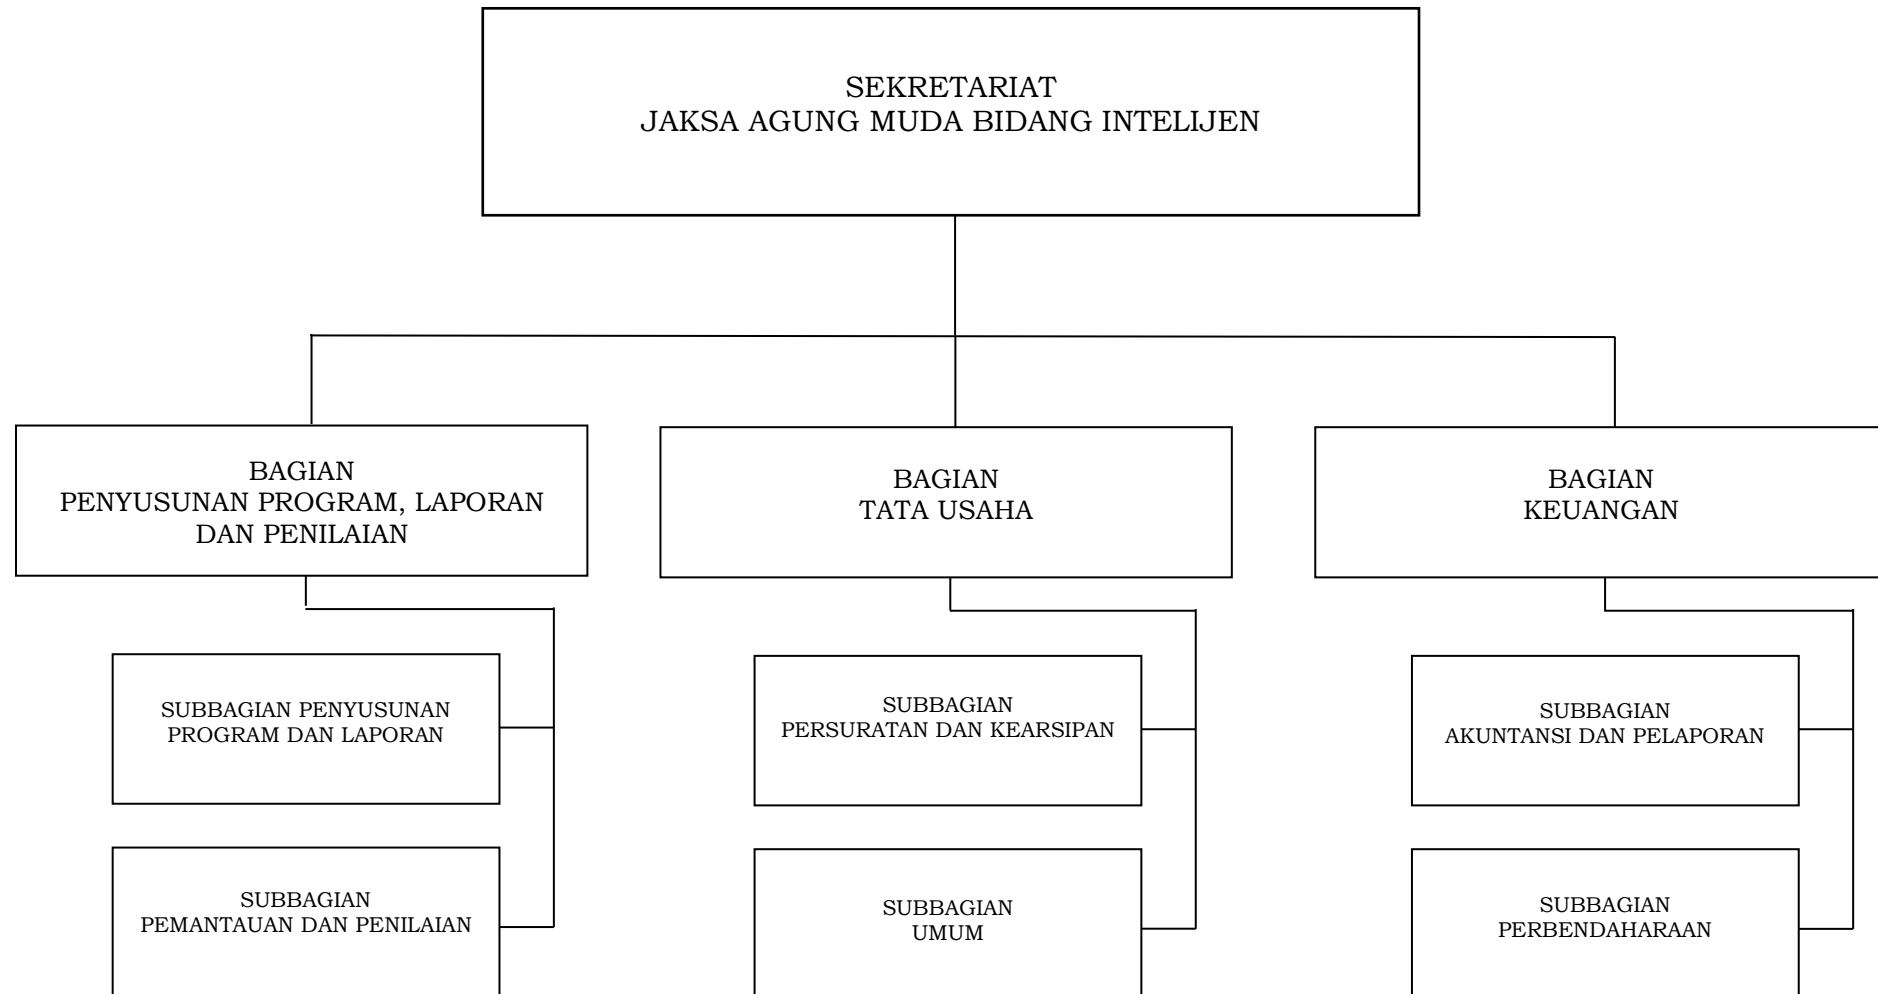 SEKRETARIAT
JAKSA AGUNG MUDA BIDANG INTELIJEN
BAGIAN
PENYUSUNAN PROGRAM, LAPORAN
DAN PENILAIAN
BAGIAN
TATA USAHA
BAGIAN
KEUANGAN
SUBBAGIAN PENYUSUNAN
PROGRAM DAN LAPORAN
SUBBAGIAN
PERSURATAN DAN KEARSIPAN
SUBBAGIAN
AKUNTANSI DAN PELAPORAN
SUBBAGIAN
PEMANTAUAN DAN PENILAIAN
SUBBAGIAN
UMUM
SUBBAGIAN
PERBENDAHARAAN